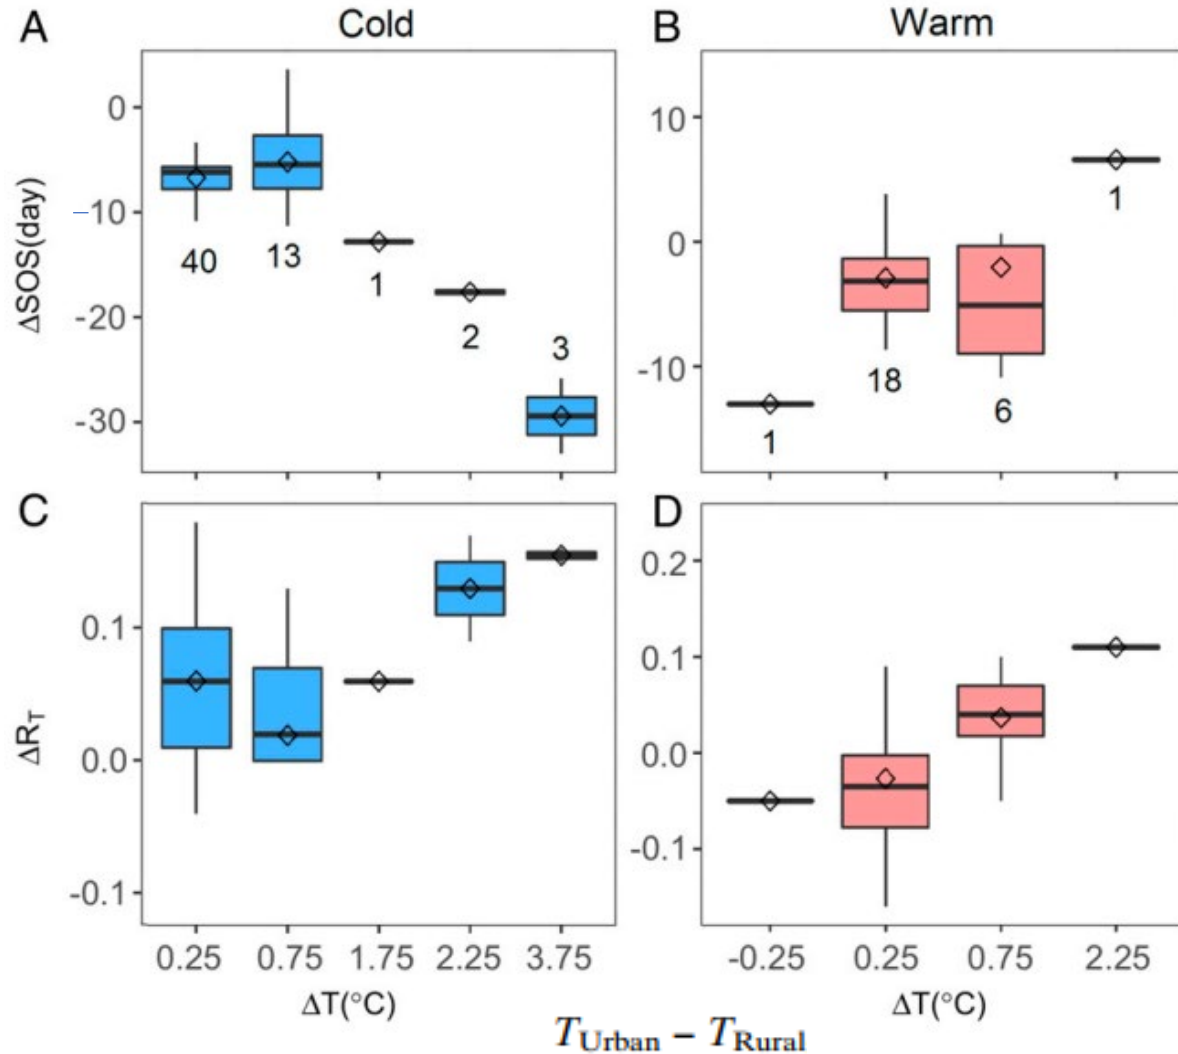 A Cold
B Warm
ΔSOS(day)
0
–10
-20
-30
40
13
1
2
3
10
0
-10
1
18
6
1
C
D
ΔR_T
0.1
0.0
-0.1
0.2
0.1
0.0
-0.1
0.25 0.75 1.75 2.25 3.75
-0.25 0.25 0.75 2.25
ΔT(°C)
ΔT(°C)
T_Urban − T_Rural